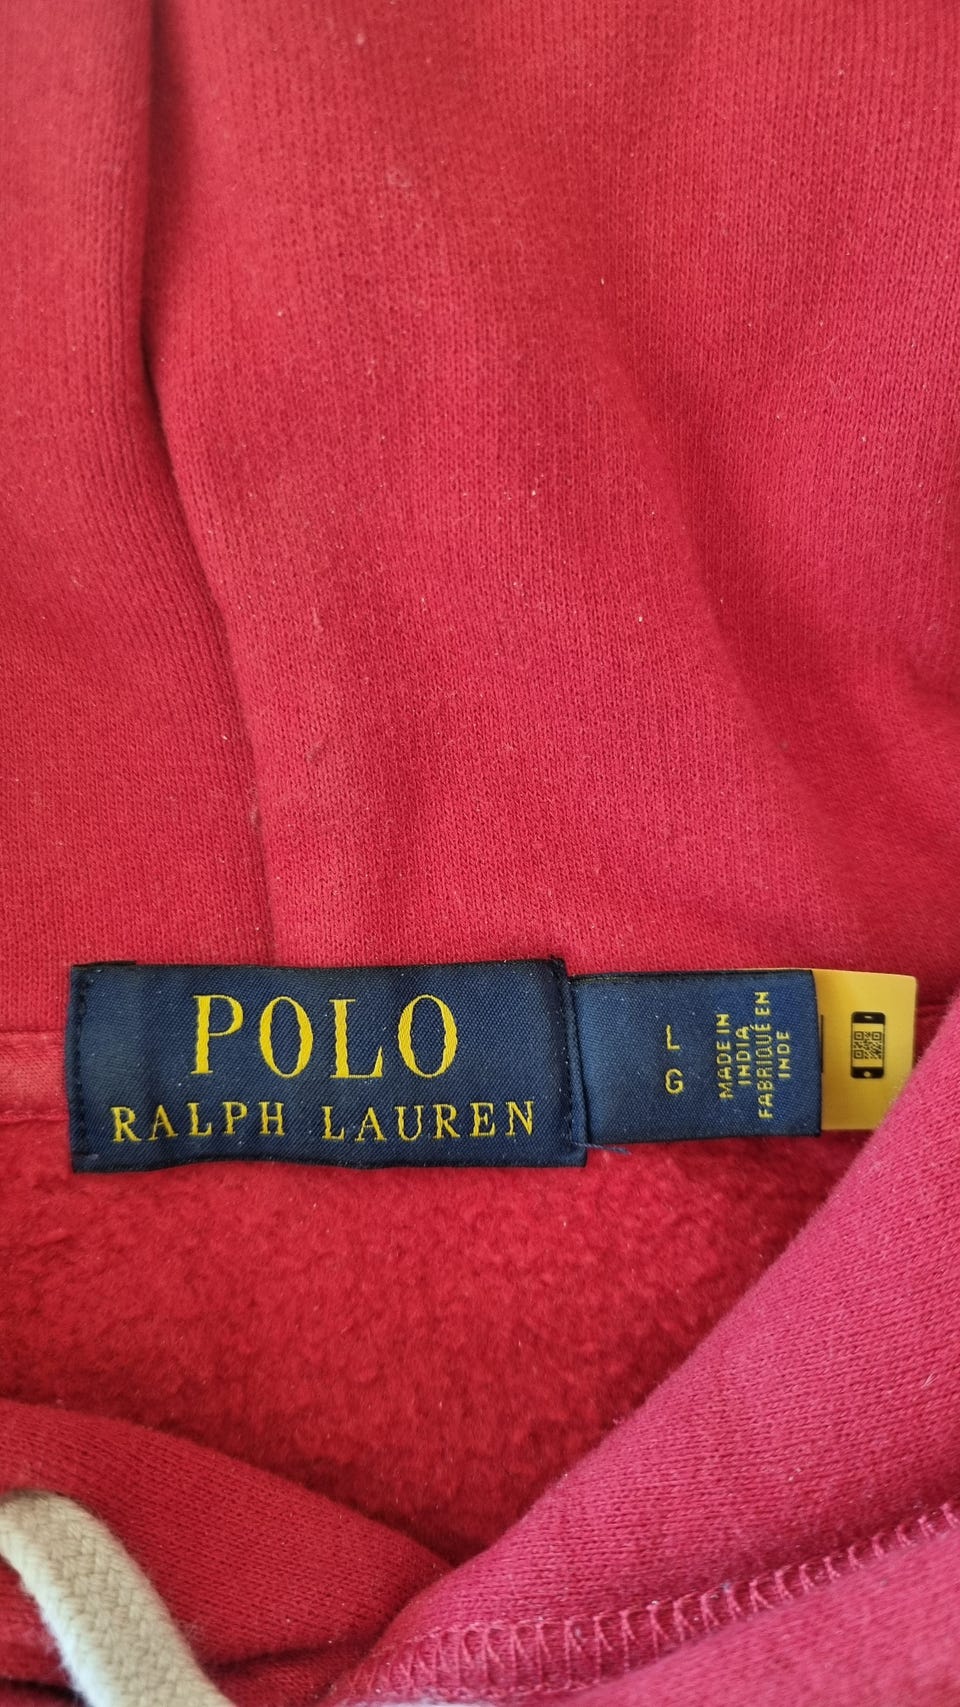 POLO
RALPH LAUREN
L
G
MADE IN
INDIA
FABRIQUÉ EN
INDE